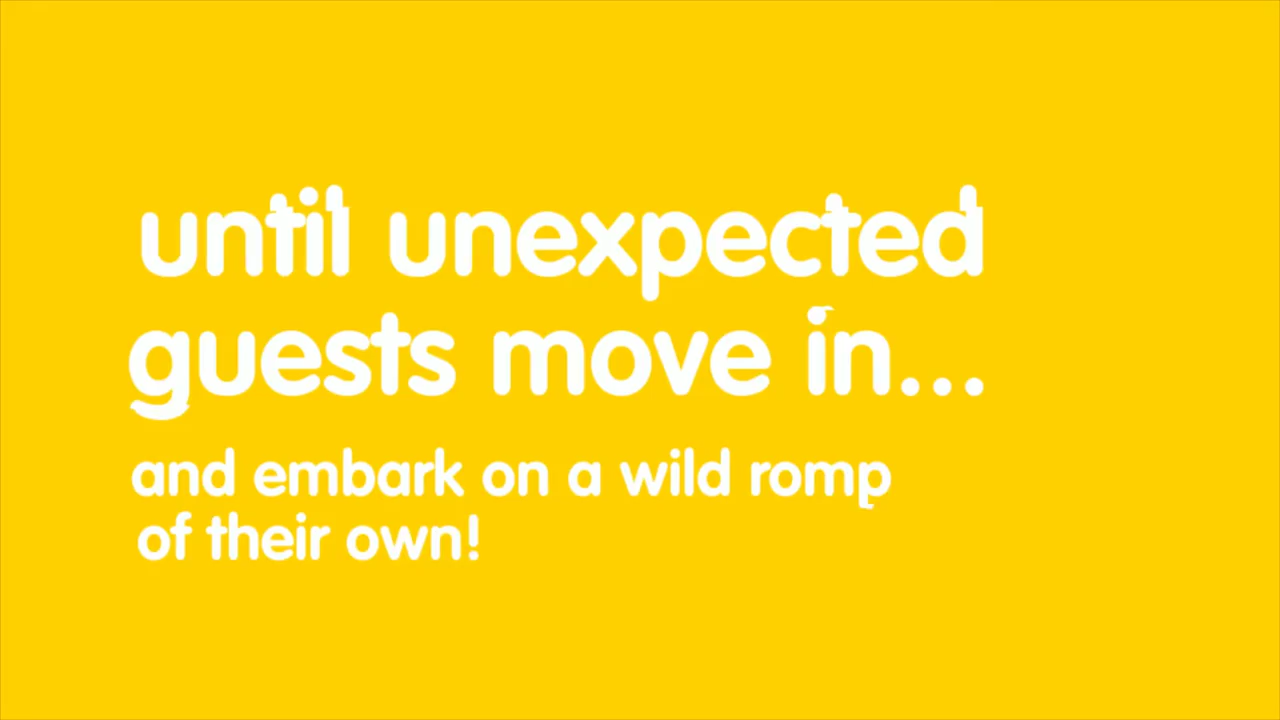 until unexpected
guests move in...
and embark on a wild romp
of their own!